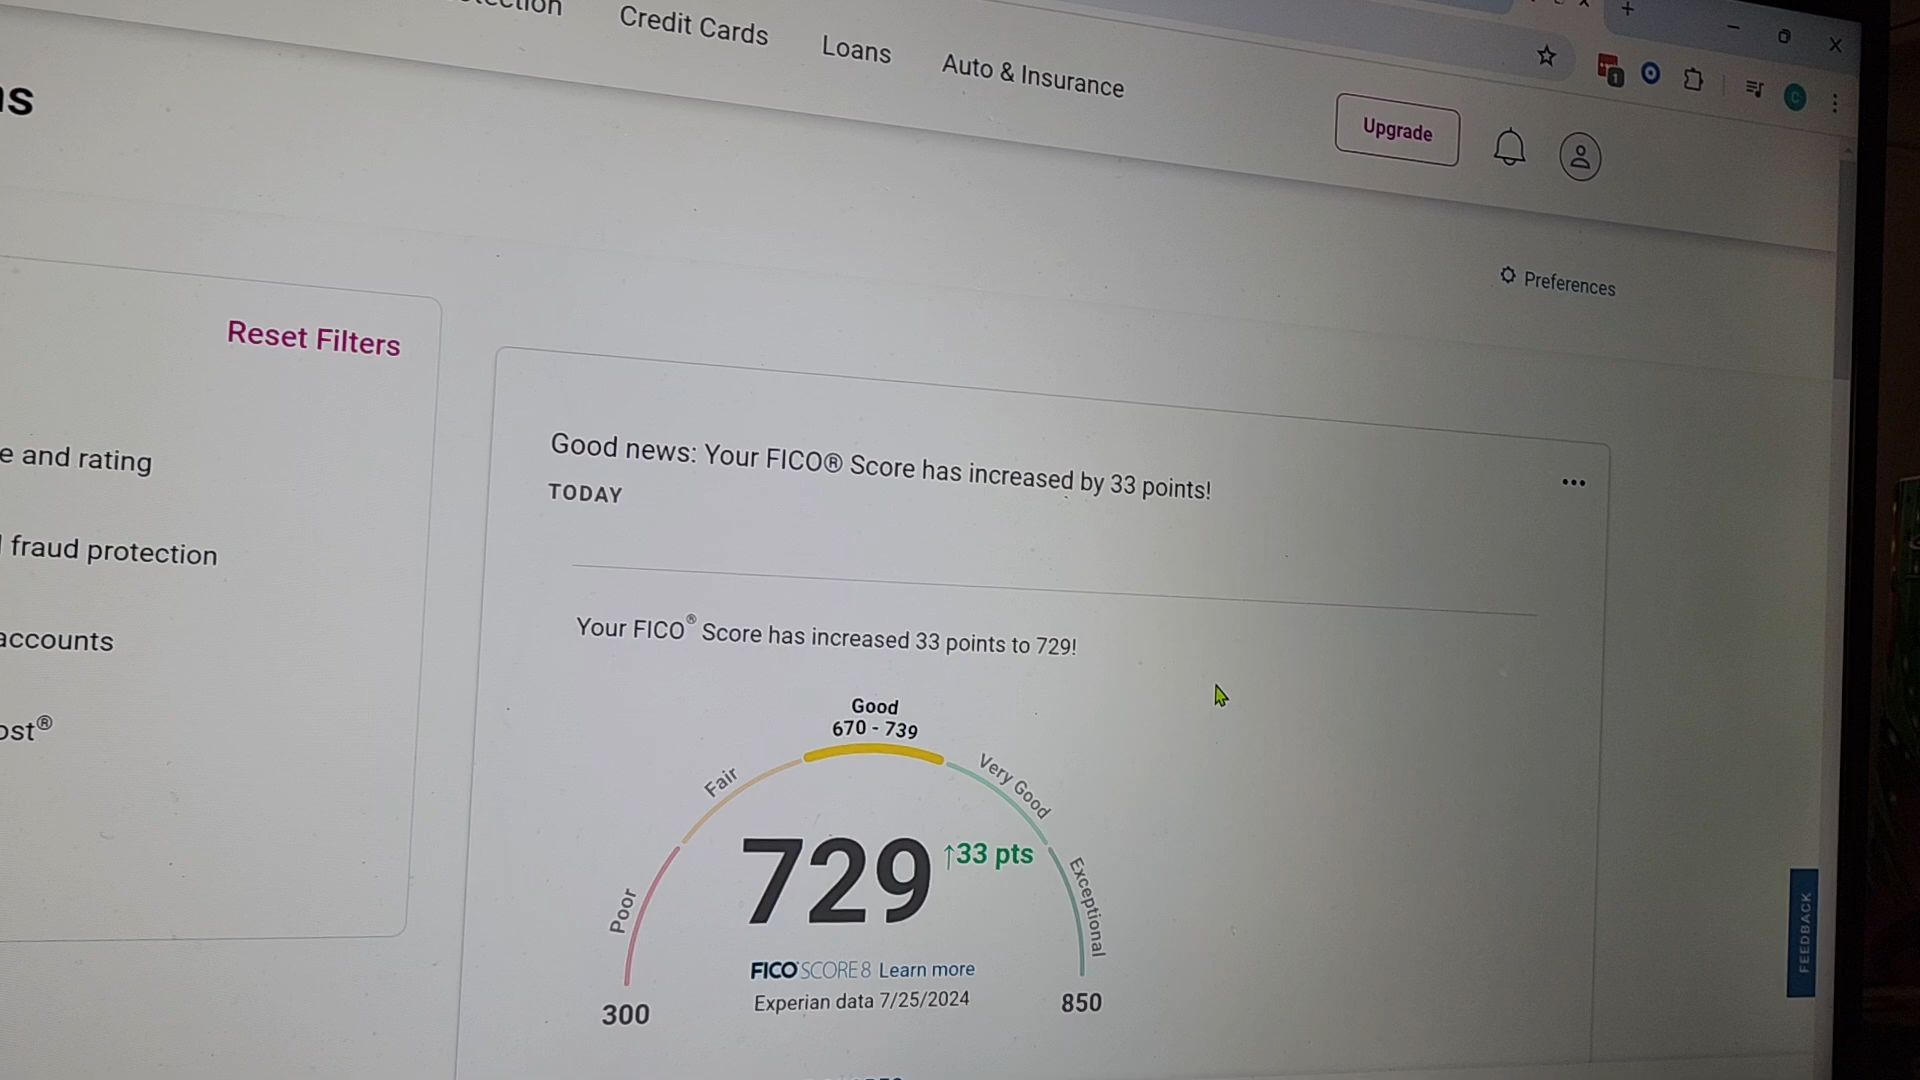 Credit Cards
Loans
Auto & Insurance
Upgrade
Preferences
Reset Filters
e and rating
fraud protection
accounts
ost®
Good news: Your FICO® Score has increased by 33 points!
TODAY
Your FICO® Score has increased 33 points to 729!
Good
670 - 739
Fair
Very Good
Poor
Exceptional
729 ↑33 pts
FICO SCORE 8 Learn more
Experian data 7/25/2024
300
850
FEEDBACK